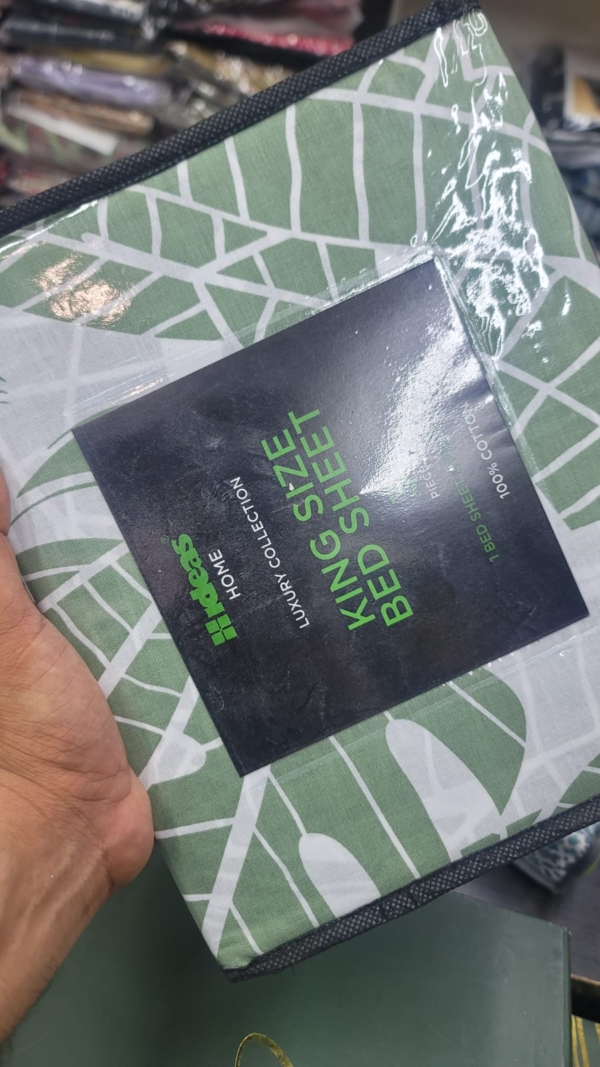 ideas®
HOME
LUXURY COLLECTION
KING SIZE
BED SHEET
1 BED SHEET
100% COTTON